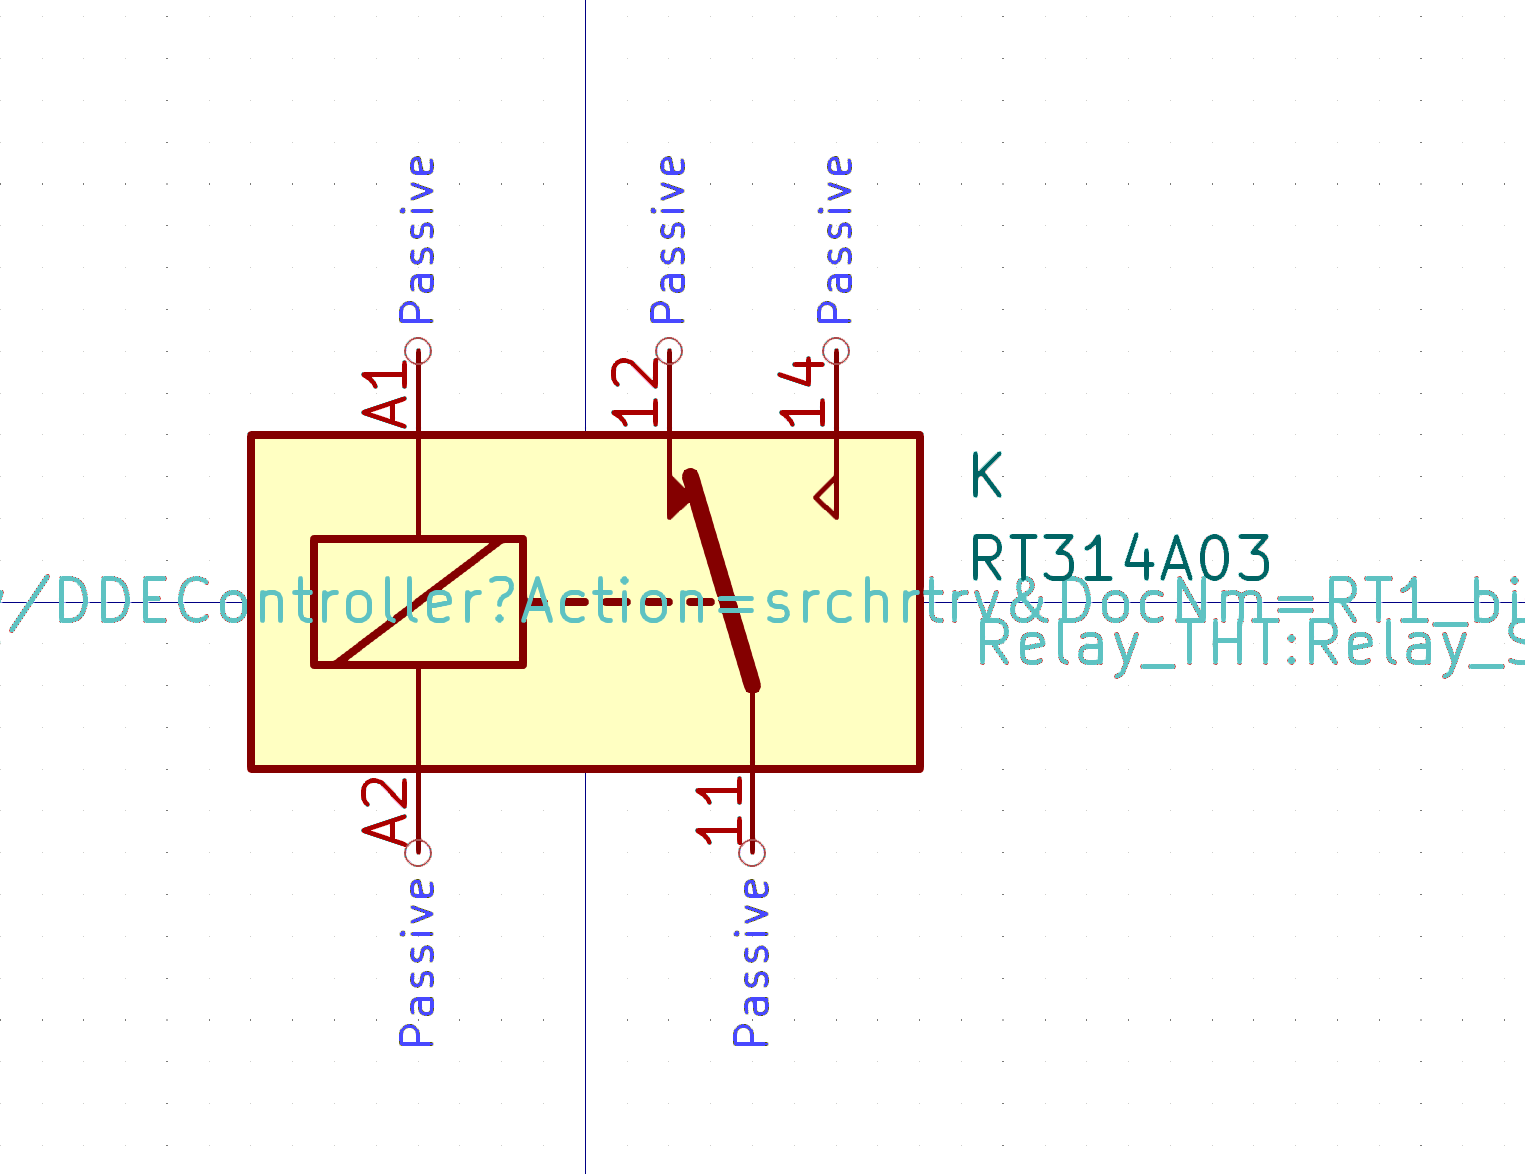 Passive
Passive
Passive
A1
12
14
K
RT314A03
/DDEController?Action=srchrtrv&DocNm=RT1_bi
Relay_THT:Relay_S
A2
11
Passive
Passive